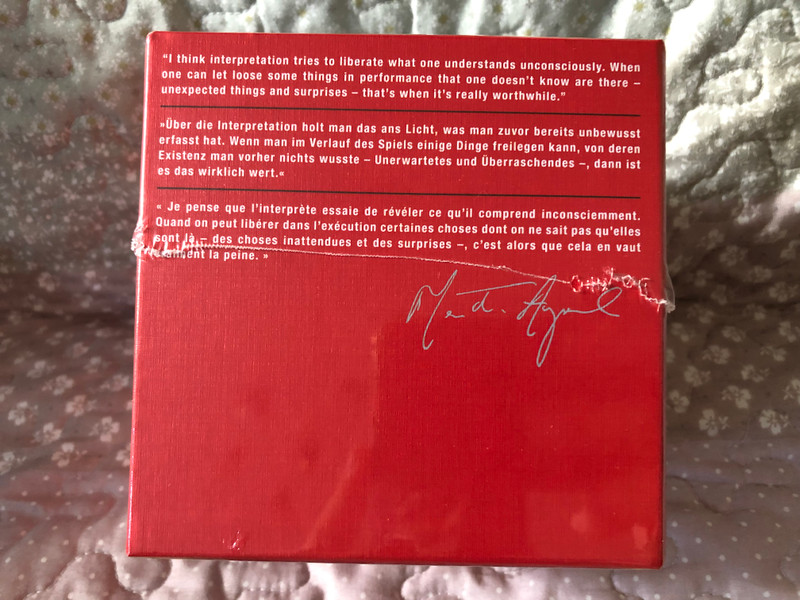 “I think interpretation tries to liberate what one understands unconsciously. When
one can let loose some things in performance that one doesn’t know are there –
unexpected things and surprises – that’s when it’s really worthwhile.”
»Über die Interpretation holt man das ans Licht, was man zuvor bereits unbewusst
erfasst hat. Wenn man im Verlauf des Spiels einige Dinge freilegen kann, von deren
Existenz man vorher nichts wusste – Unerwartetes und Überraschendes –, dann ist
es das wirklich wert.«
« Je pense que l’interprète essaie de révéler ce qu’il comprend inconsciemment.
Quand on peut libérer dans l’exécution certaines choses dont on ne sait pas qu’elles
sont là – des choses inattendues et des surprises –, c’est alors que cela en vaut
vraiment la peine. »